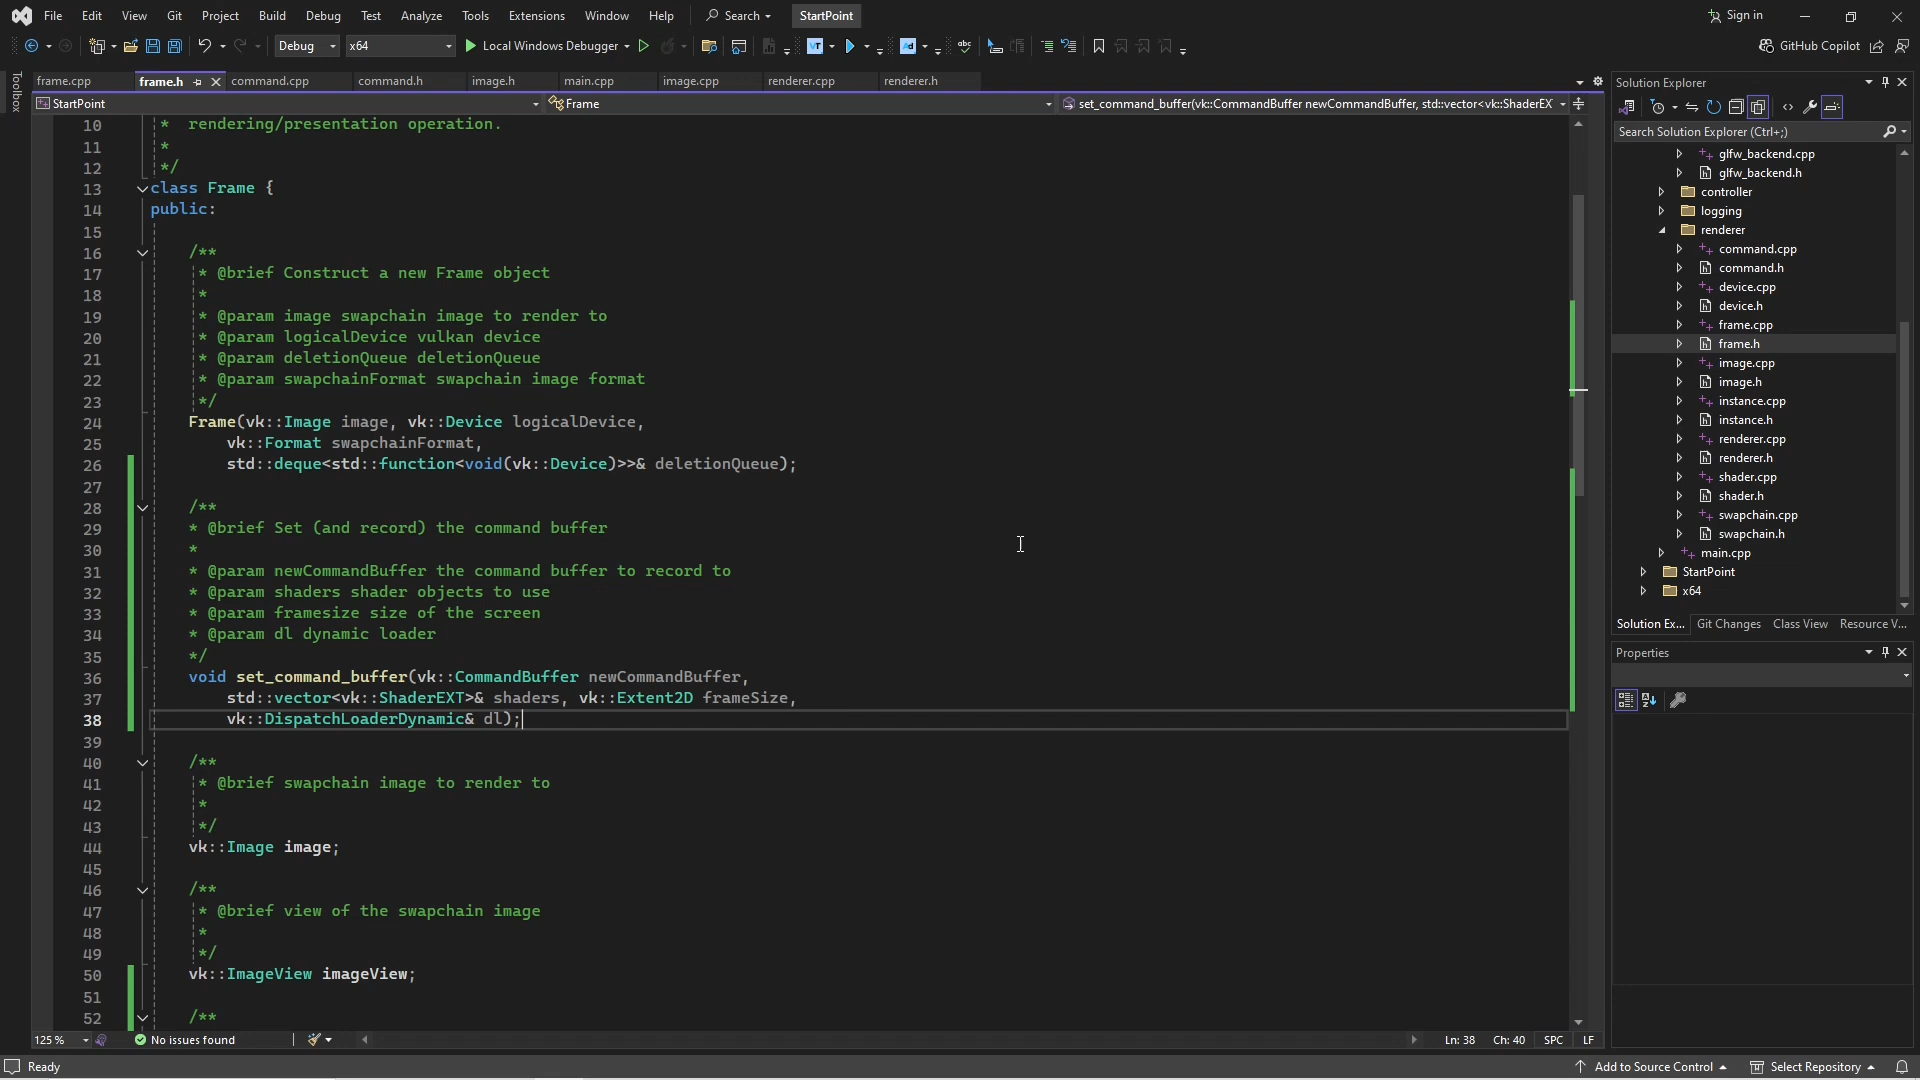 File Edit View Git Project Build Debug Test Analyze Tools Extensions Window Help Search StartPoint Sign in
Debug x64 Local Windows Debugger GitHub Copilot
Toolbox
frame.cpp frame.h command.cpp command.h image.h main.cpp image.cpp renderer.cpp renderer.h
StartPoint Frame set_command_buffer(vk::CommandBuffer newCommandBuffer, std::vector<vk::ShaderEX
10 * rendering/presentation operation.
11 *
12 */
13 class Frame {
14 public:
15
16 /**
17 * @brief Construct a new Frame object
18 *
19 * @param image swapchain image to render to
20 * @param logicalDevice vulkan device
21 * @param deletionQueue deletionQueue
22 * @param swapchainFormat swapchain image format
23 */
24 Frame(vk::Image image, vk::Device logicalDevice,
25 vk::Format swapchainFormat,
26 std::deque<std::function<void(vk::Device)>>& deletionQueue);
27
28 /**
29 * @brief Set (and record) the command buffer
30 *
31 * @param newCommandBuffer the command buffer to record to
32 * @param shaders shader objects to use
33 * @param framesize size of the screen
34 * @param dl dynamic loader
35 */
36 void set_command_buffer(vk::CommandBuffer newCommandBuffer,
37 std::vector<vk::ShaderEXT>& shaders, vk::Extent2D frameSize,
38 vk::DispatchLoaderDynamic& dl);
39
40 /**
41 * @brief swapchain image to render to
42 *
43 */
44 vk::Image image;
45
46 /**
47 * @brief view of the swapchain image
48 *
49 */
50 vk::ImageView imageView;
51
52 /**
125 % No issues found Ln: 38 Ch: 40 SPC LF
Ready Add to Source Control Select Repository
Solution Explorer
Search Solution Explorer (Ctrl+;)
glfw_backend.cpp
glfw_backend.h
controller
logging
renderer
command.cpp
command.h
device.cpp
device.h
frame.cpp
frame.h
image.cpp
image.h
instance.cpp
instance.h
renderer.cpp
renderer.h
shader.cpp
shader.h
swapchain.cpp
swapchain.h
main.cpp
StartPoint
x64
Solution Ex... Git Changes Class View Resource V...
Properties